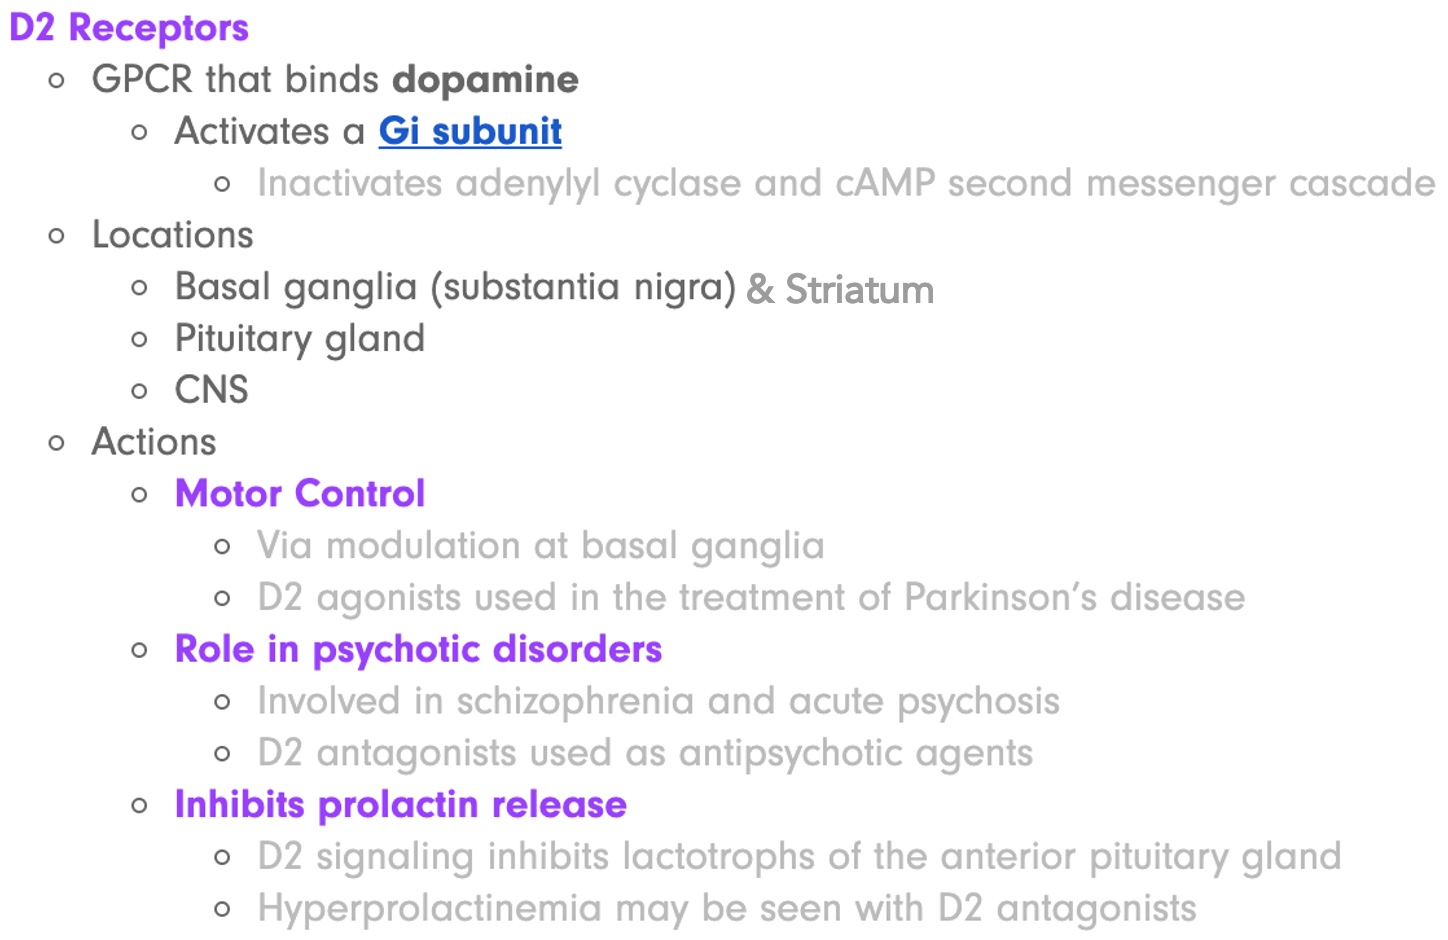 D2 Receptors
GPCR that binds dopamine
Activates a Gi subunit
Inactivates adenylyl cyclase and cAMP second messenger cascade
Locations
Basal ganglia (substantia nigra) & Striatum
Pituitary gland
CNS
Actions
Motor Control
Via modulation at basal ganglia
D2 agonists used in the treatment of Parkinson's disease
Role in psychotic disorders
Involved in schizophrenia and acute psychosis
D2 antagonists used as antipsychotic agents
Inhibits prolactin release
D2 signaling inhibits lactotrophs of the anterior pituitary gland
Hyperprolactinemia may be seen with D2 antagonists